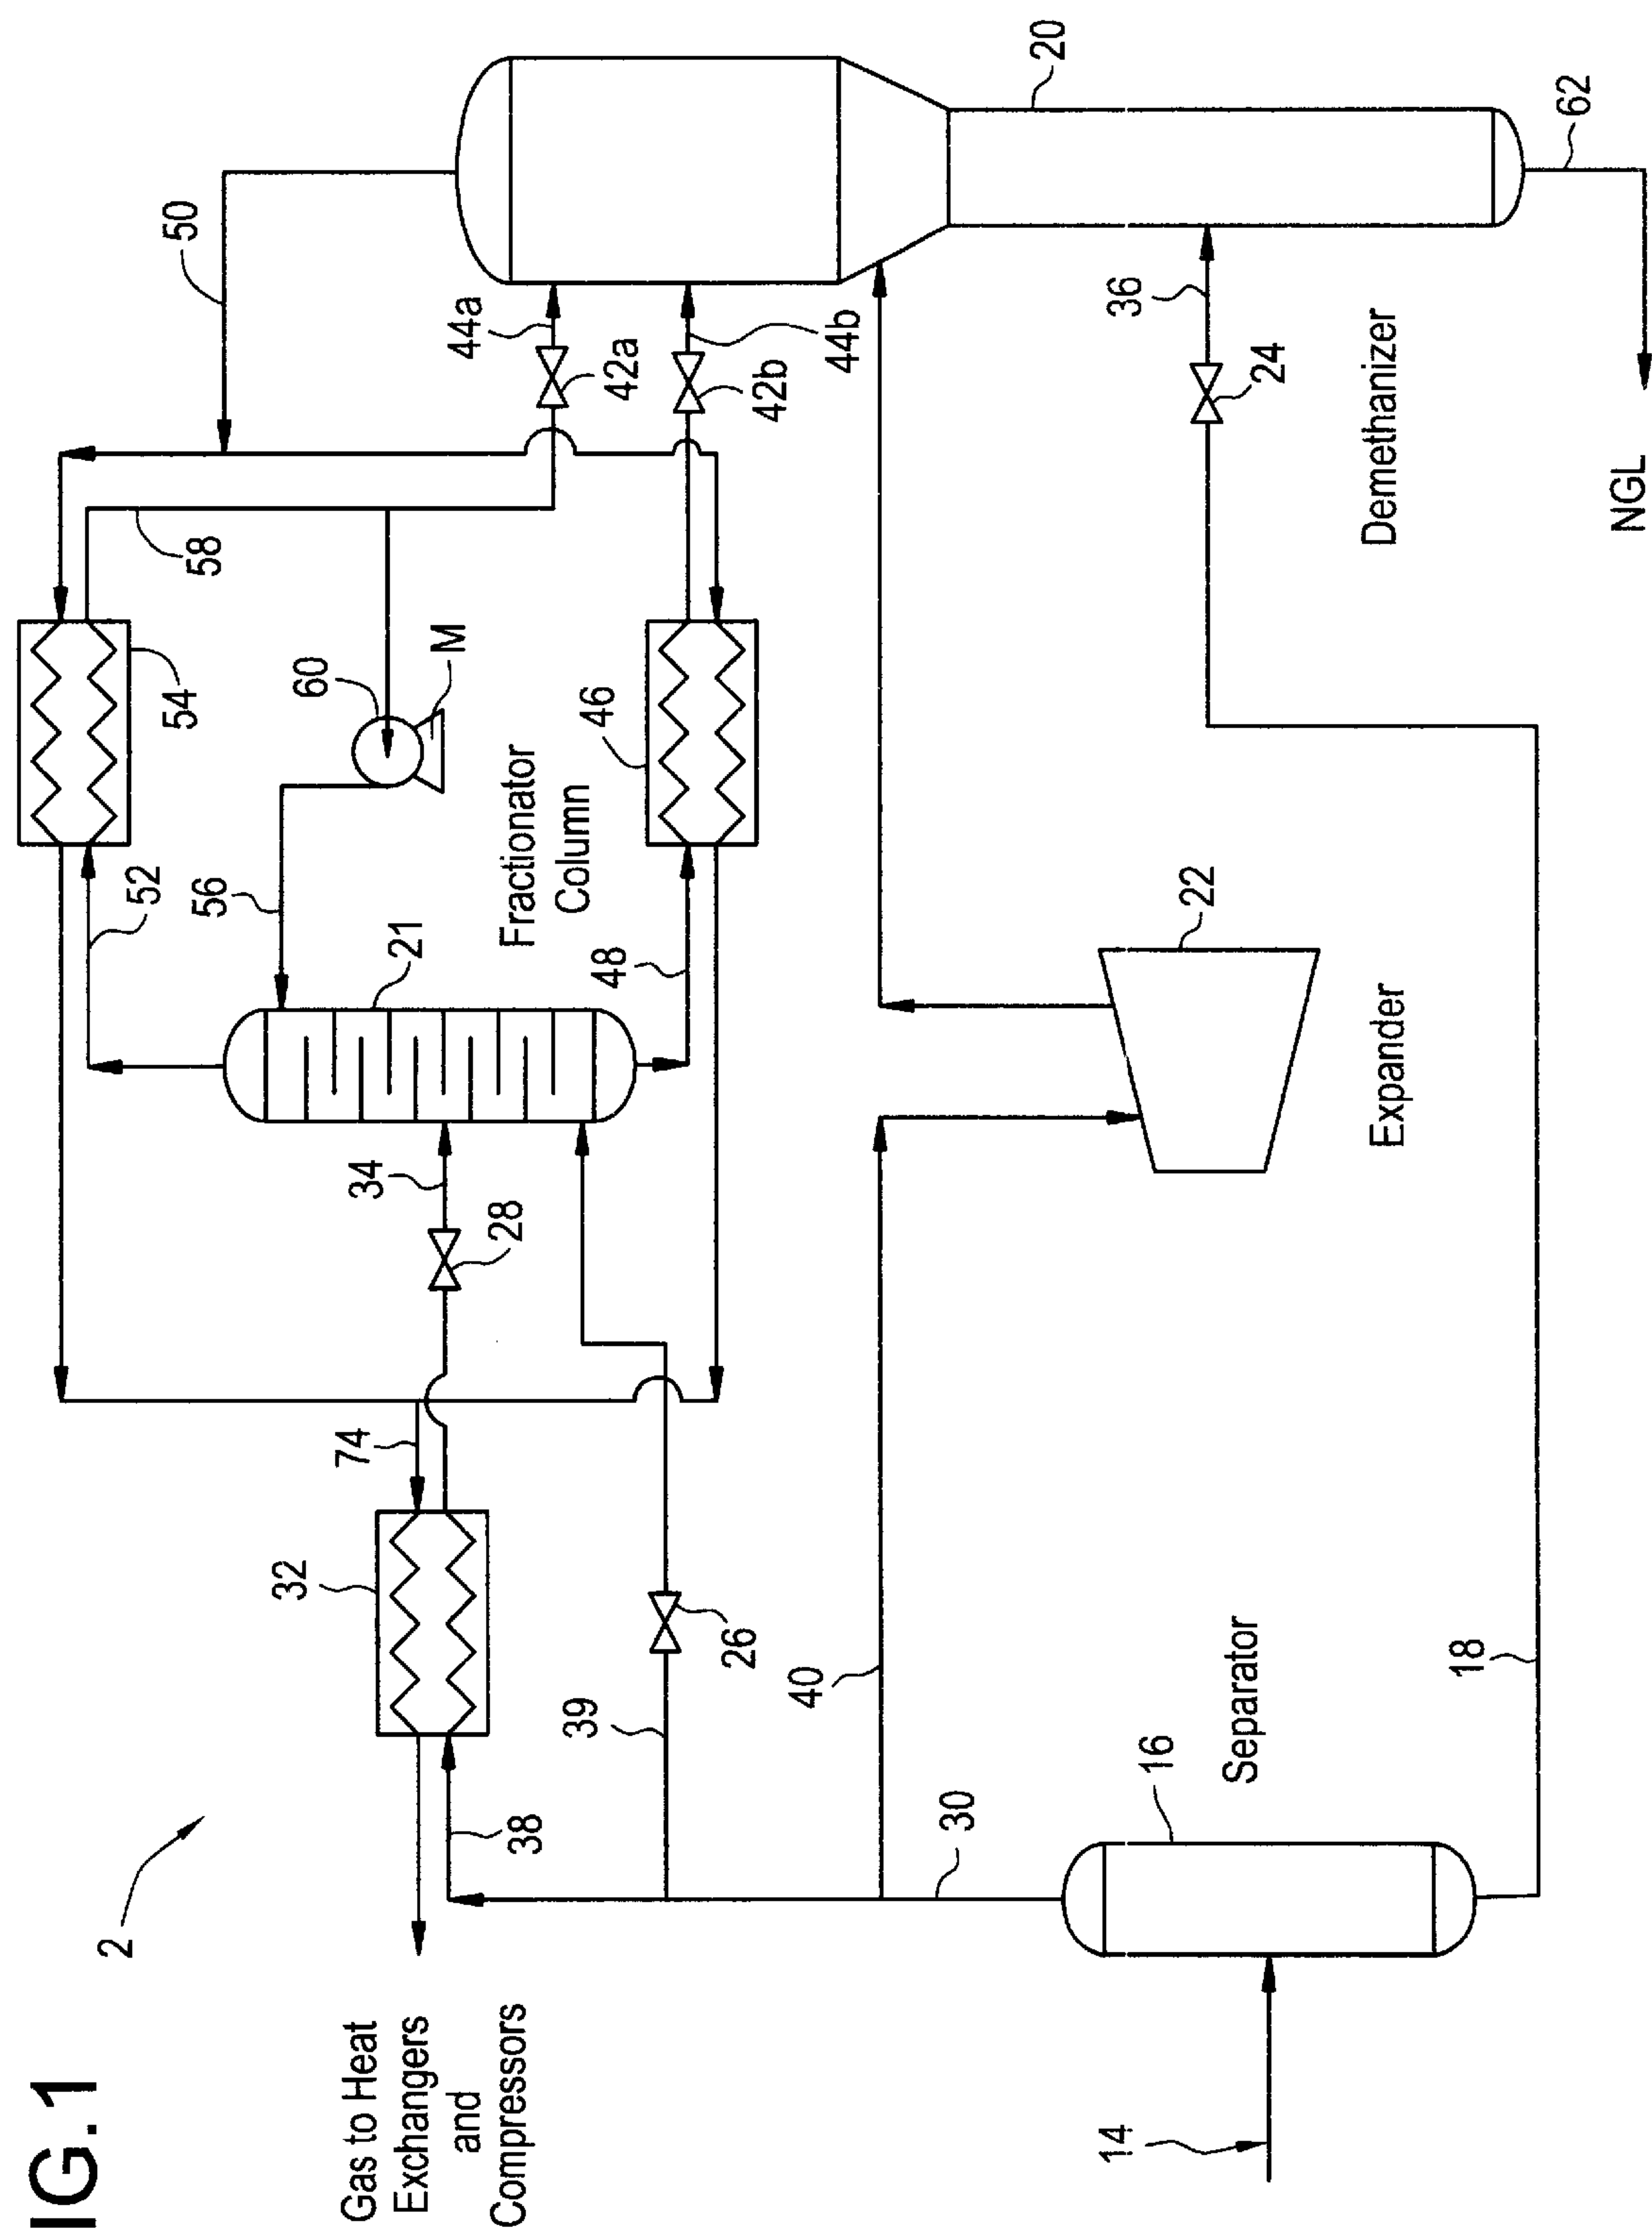 IG.1
2
Gas to Heat
Exchangers
and
Compressors
32
74
38
39
26
28
34
52
54
56
21
60
M
58
50
Fractionator
Column
48
46
44a
42a
44b
42b
40
30
14
16
Separator
18
22
Expander
24
36
Demethanizer
20
62
NGL